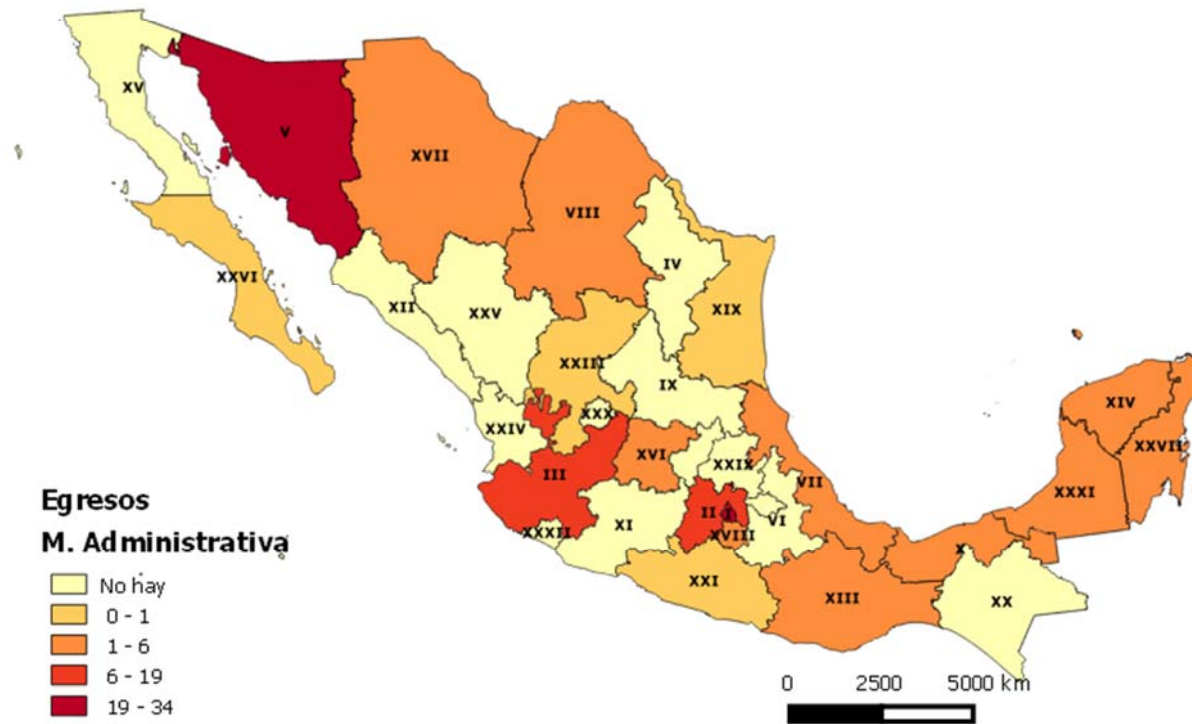 XV
V
XVII
VIII
IV
XXVI
XII
XXV
XIX
XXIII
IX
XXX
XXIV
XIV
XVI
XXIX
XXVII
III
VII
XXXI
II
I
VI
XI
XXXII
XVIII
X
XXI
XIII
XX
Egresos
M. Administrativa
No hay
0 - 1
1 - 6
6 - 19
19 - 34
0 2500 5000 km